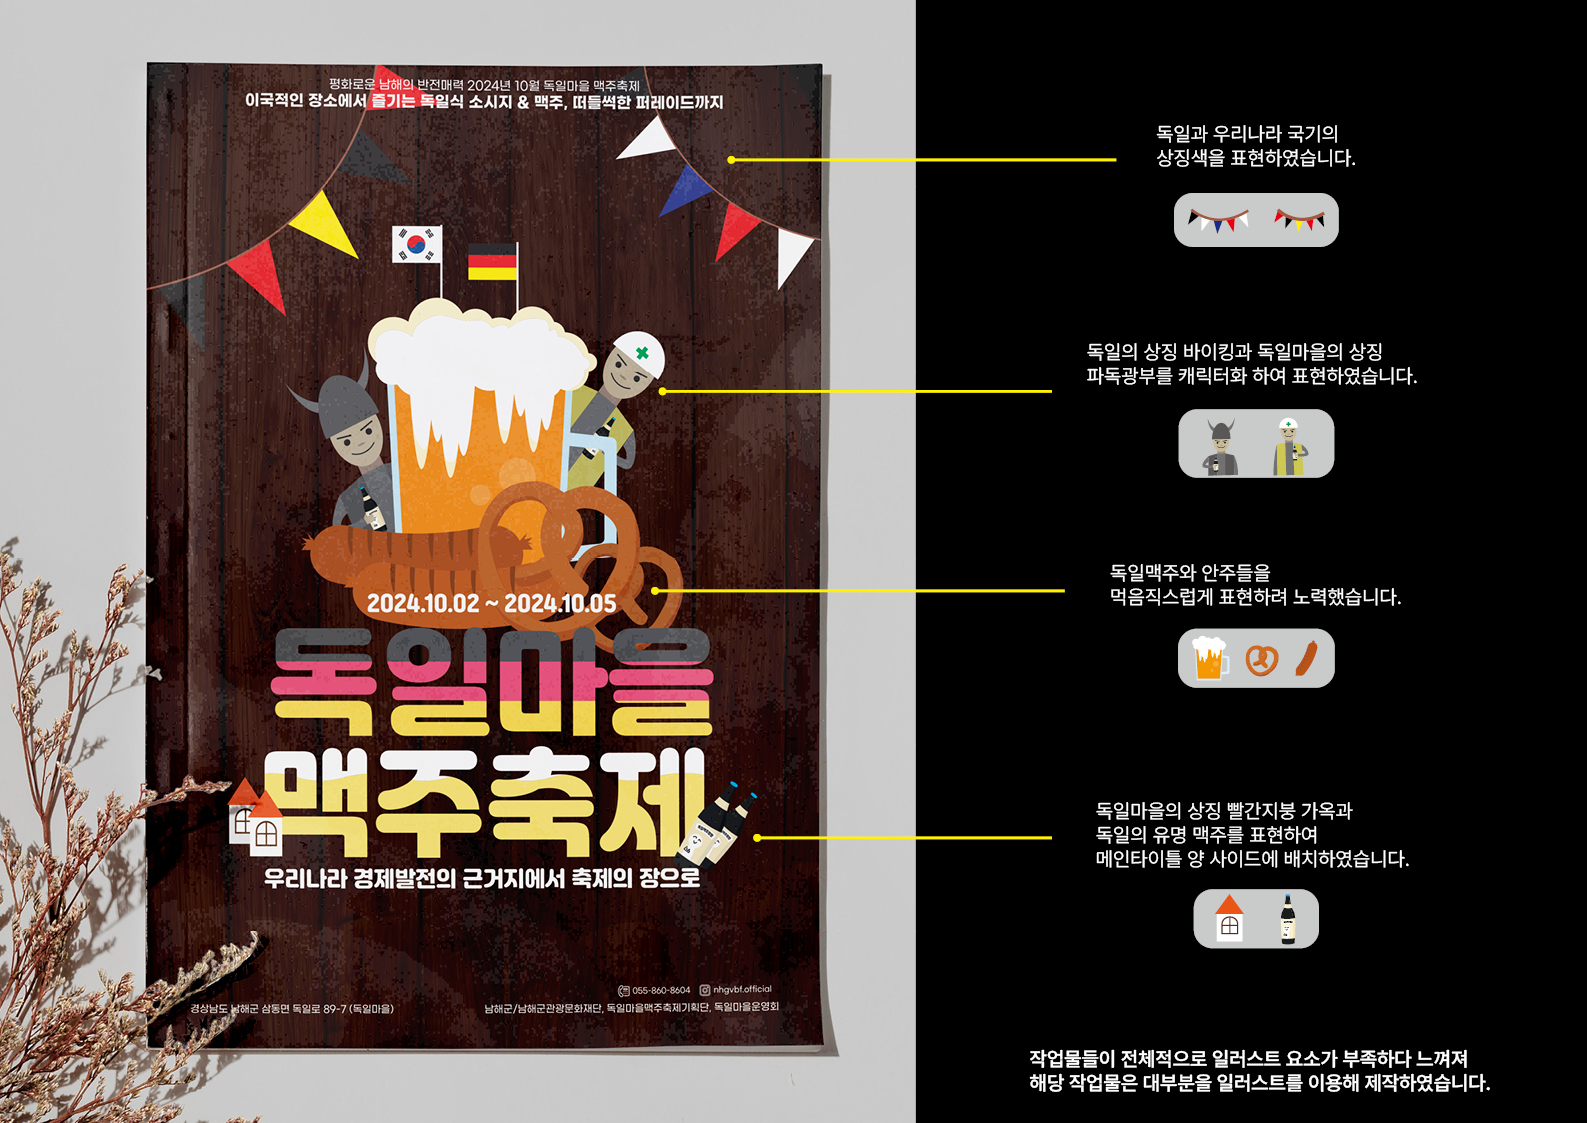 평화로운 남해의 반전매력 2024년 10월 독일마을 맥주축제
이국적인 장소에서 즐기는 독일식 소시지 & 맥주, 떠들썩한 퍼레이드까지
2024.10.02 ~ 2024.10.05
독일마을
맥주축제
우리나라 경제발전의 근거지에서 축제의 장으로
055-860-8604 nhgvbf.official
경상남도 남해군 삼동면 독일로 89-7 (독일마을)
남해군/남해군관광문화재단, 독일마을맥주축제기획단, 독일마을운영회
독일과 우리나라 국기의
상징색을 표현하였습니다.
독일의 상징 바이킹과 독일마을의 상징
파독광부를 캐릭터화 하여 표현하였습니다.
독일맥주와 안주들을
먹음직스럽게 표현하려 노력했습니다.
독일마을의 상징 빨간지붕 가옥과
독일의 유명 맥주를 표현하여
메인타이틀 양 사이드에 배치하였습니다.
작업물들이 전체적으로 일러스트 요소가 부족하다 느껴져
해당 작업물은 대부분을 일러스트를 이용해 제작하였습니다.